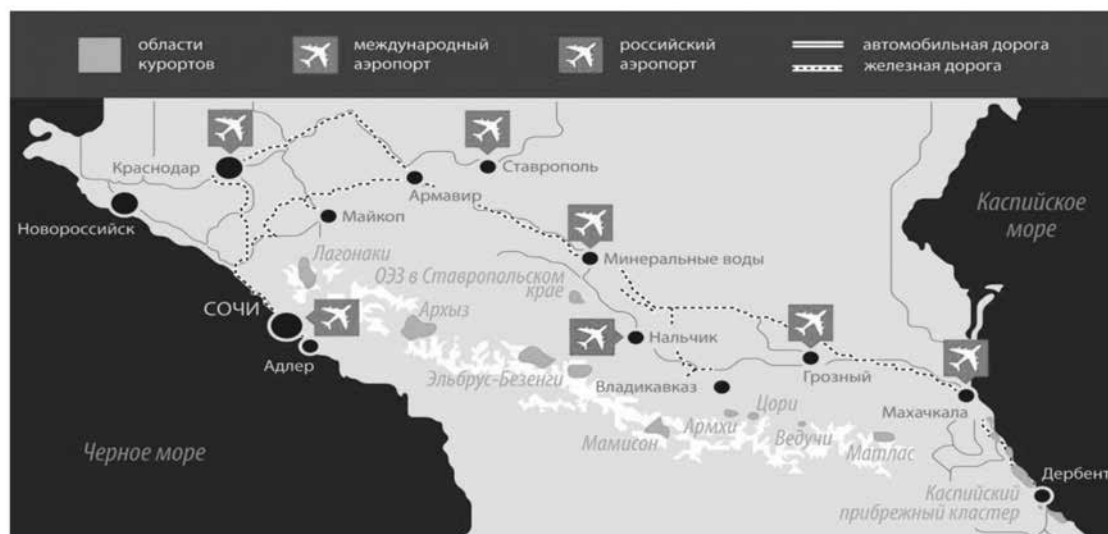 области
курортов
международный
аэропорт
российский
аэропорт
автомобильная дорога
железная дорога
Краснодар
Ставрополь
Армавир
Новороссийск
Майкоп
Каспийское
море
Минеральные воды
Лагонаки
ОЭЗ в Ставропольском
крае
СОЧИ
Архыз
Нальчик
Адлер
Грозный
Эльбрус-Безенги
Владикавказ
Махачкала
Цори
Армхи
Мамисон
Ведучи
Матлас
Черное море
Дербент
Каспийский
прибрежный кластер